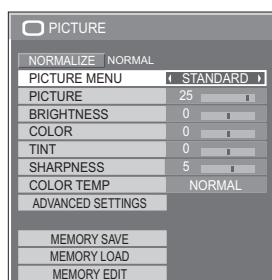 PICTURE
NORMALIZE NORMAL
PICTURE MENU STANDARD
PICTURE 25
BRIGHTNESS 0
COLOR 0
TINT 0
SHARPNESS 5
COLOR TEMP NORMAL
ADVANCED SETTINGS
MEMORY SAVE
MEMORY LOAD
MEMORY EDIT